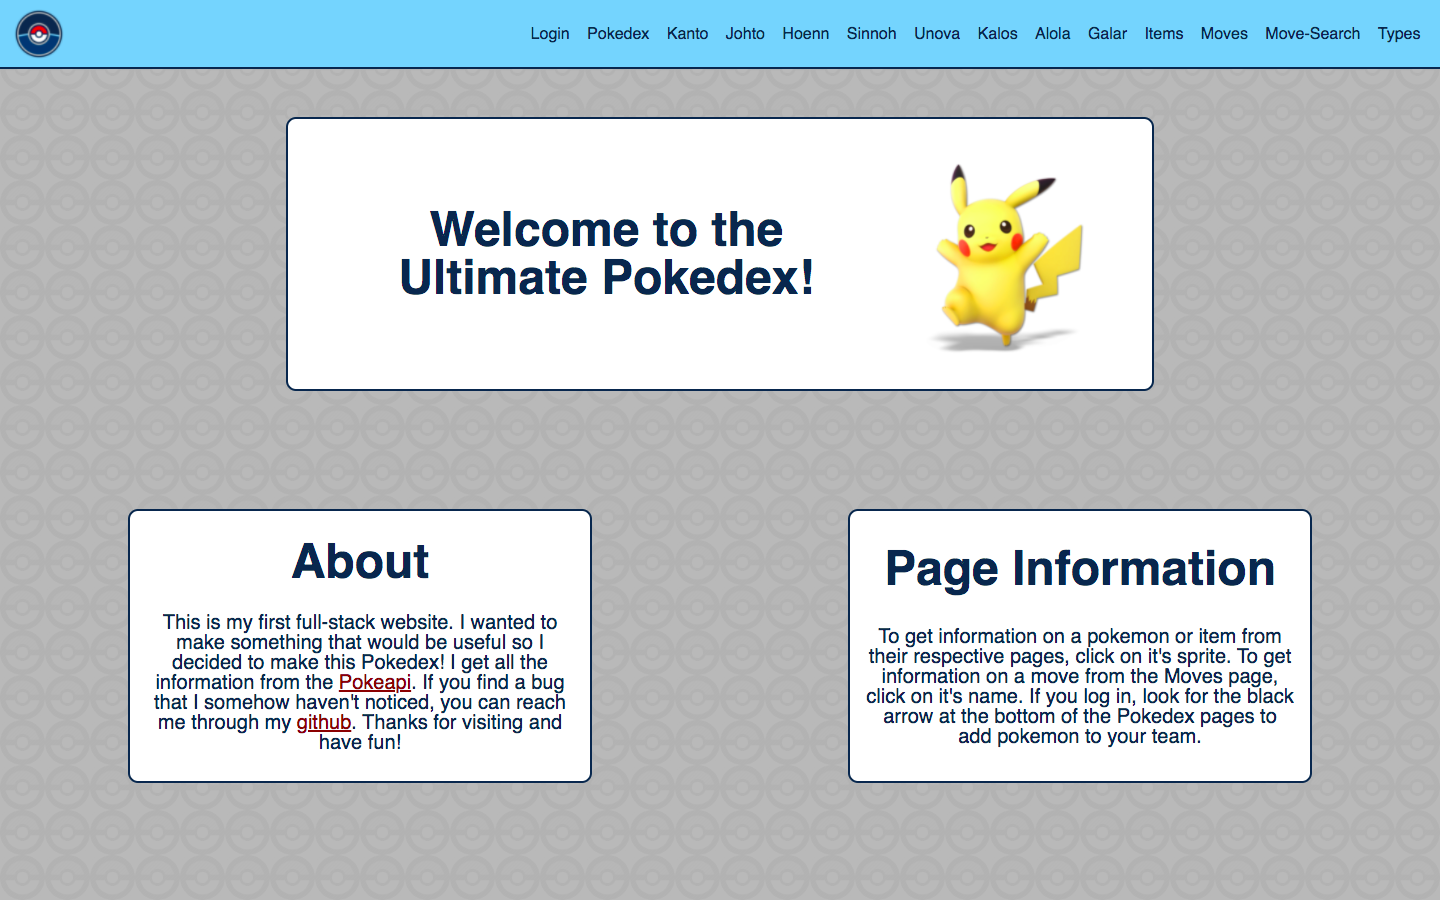 Login Pokedex Kanto Johto Hoenn Sinnoh Unova Kalos Alola Galar Items Moves Move-Search Types
Welcome to the
Ultimate Pokedex!
About
This is my first full-stack website. I wanted to
make something that would be useful so I
decided to make this Pokedex! I get all the
information from the Pokeapi. If you find a bug
that I somehow haven't noticed, you can reach
me through my github. Thanks for visiting and
have fun!
Page Information
To get information on a pokemon or item from
their respective pages, click on it's sprite. To get
information on a move from the Moves page,
click on it's name. If you log in, look for the black
arrow at the bottom of the Pokedex pages to
add pokemon to your team.